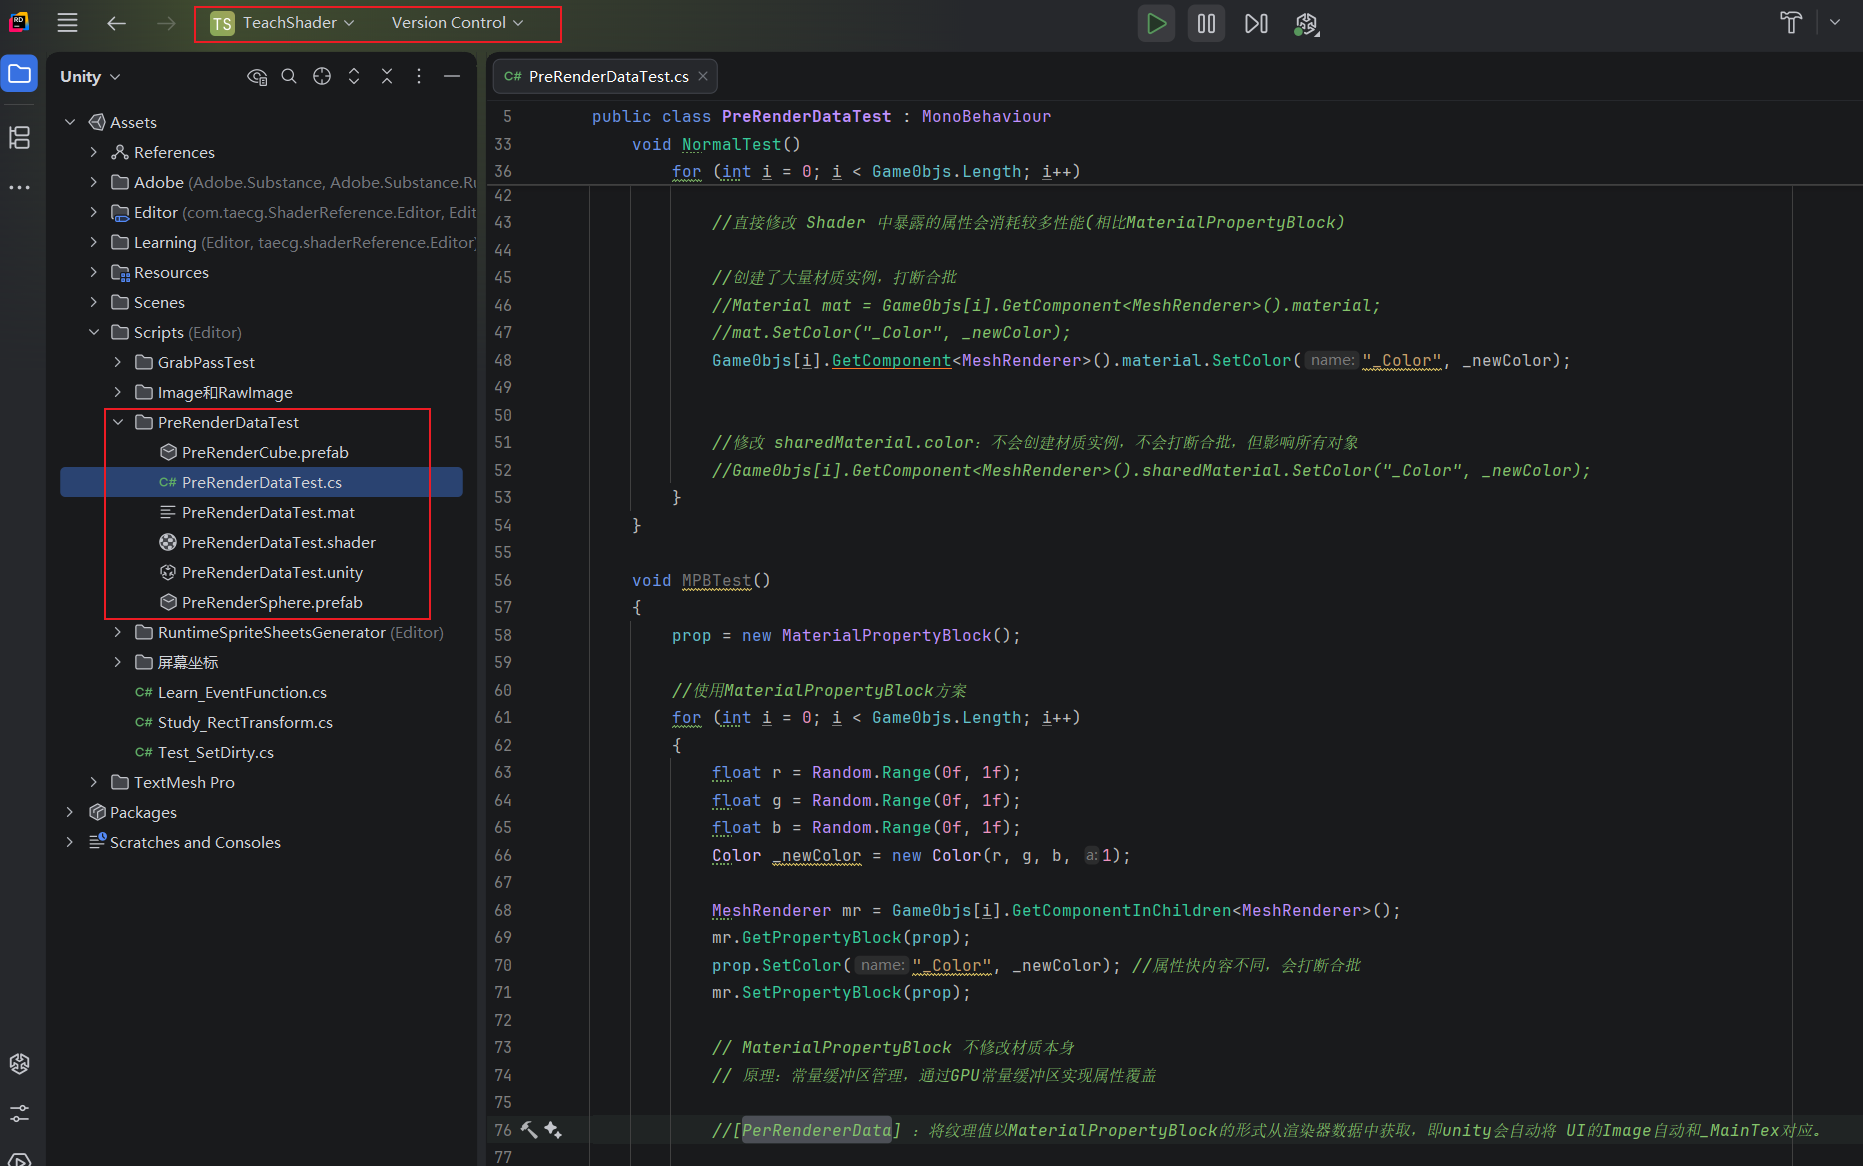 TS TeachShader Version Control
Unity
Assets
References
Adobe (Adobe.Substance, Adobe.Substance.Ru
Editor (com.taecg.ShaderReference.Editor, Edit
Learning (Editor, taecg.shaderReference.Editor
Resources
Scenes
Scripts (Editor)
GrabPassTest
Image和RawImage
PreRenderDataTest
PreRenderCube.prefab
C# PreRenderDataTest.cs
PreRenderDataTest.mat
PreRenderDataTest.shader
PreRenderDataTest.unity
PreRenderSphere.prefab
RuntimeSpriteSheetsGenerator (Editor)
屏幕坐标
C# Learn_EventFunction.cs
C# Study_RectTransform.cs
C# Test_SetDirty.cs
TextMesh Pro
Packages
Scratches and Consoles
C# PreRenderDataTest.cs
5 public class PreRenderDataTest : MonoBehaviour
33 void NormalTest()
36 for (int i = 0; i < GameObjs.Length; i++)
42
43 //直接修改 Shader 中暴露的属性会消耗较多性能(相比MaterialPropertyBlock)
44
45 //创建了大量材质实例，打断合批
46 //Material mat = GameObjs[i].GetComponent<MeshRenderer>().material;
47 //mat.SetColor("_Color", _newColor);
48 GameObjs[i].GetComponent<MeshRenderer>().material.SetColor( name: "_Color", _newColor);
49
50
51 //修改 sharedMaterial.color：不会创建材质实例，不会打断合批，但影响所有对象
52 //GameObjs[i].GetComponent<MeshRenderer>().sharedMaterial.SetColor("_Color", _newColor);
53 }
54 }
55
56 void MPBTest()
57 {
58 prop = new MaterialPropertyBlock();
59
60 //使用MaterialPropertyBlock方案
61 for (int i = 0; i < GameObjs.Length; i++)
62 {
63 float r = Random.Range(0f, 1f);
64 float g = Random.Range(0f, 1f);
65 float b = Random.Range(0f, 1f);
66 Color _newColor = new Color(r, g, b, a: 1);
67
68 MeshRenderer mr = GameObjs[i].GetComponentInChildren<MeshRenderer>();
69 mr.GetPropertyBlock(prop);
70 prop.SetColor( name: "_Color", _newColor); //属性快内容不同，会打断合批
71 mr.SetPropertyBlock(prop);
72
73 // MaterialPropertyBlock 不修改材质本身
74 // 原理：常量缓冲区管理，通过GPU常量缓冲区实现属性覆盖
75
76 //[PerRendererData] ：将纹理值以MaterialPropertyBlock的形式从渲染器数据中获取，即unity会自动将 UI的Image自动和_MainTex对应。
77